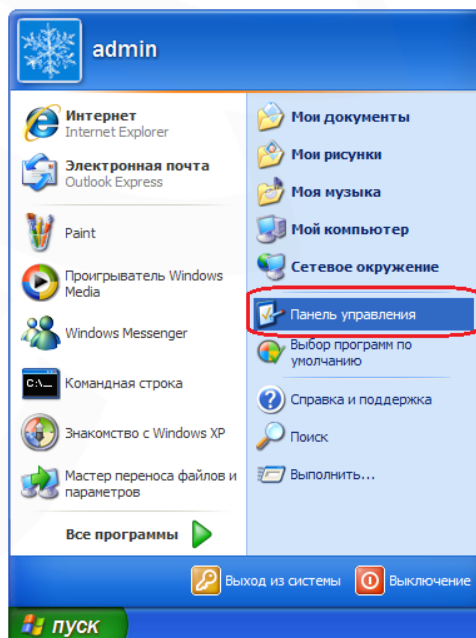 admin
Интернет
Internet Explorer
Электронная почта
Outlook Express
Paint
Проигрыватель Windows
Media
Windows Messenger
C:\_
Командная строка
Знакомство с Windows XP
Мастер переноса файлов и
параметров
Все программы
Мои документы
Мои рисунки
Моя музыка
Мой компьютер
Сетевое окружение
Панель управления
Выбор программ по
умолчанию
Справка и поддержка
Поиск
Выполнить...
Выход из системы
Выключение
пуск